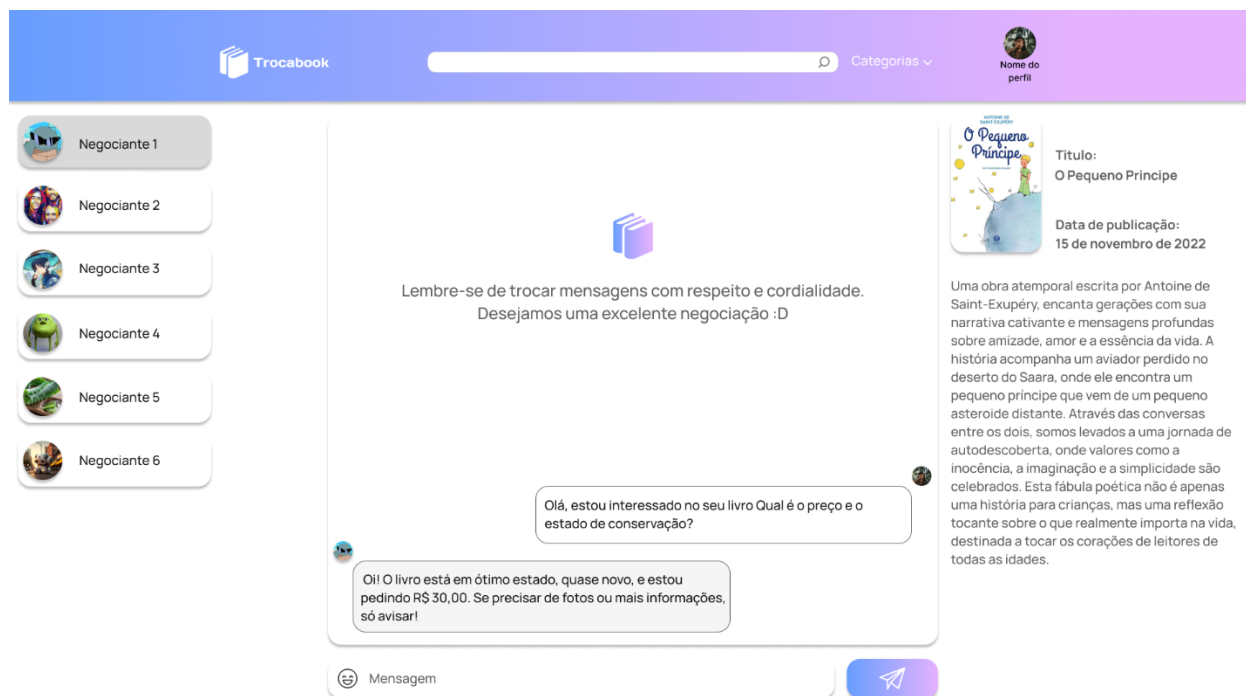 Trocabook
Categorias
Nome do
perfil
Negociante 1
Negociante 2
Negociante 3
Negociante 4
Negociante 5
Negociante 6
Lembre-se de trocar mensagens com respeito e cordialidade.
Desejamos uma excelente negociação :D
Olá, estou interessado no seu livro Qual é o preço e o
estado de conservação?
Oi! O livro está em ótimo estado, quase novo, e estou
pedindo R$ 30,00. Se precisar de fotos ou mais informações,
só avisar!
Mensagem
ANTOINE DE
SAINT-EXUPÉRY
O Pequeno
Príncipe
Titulo:
O Pequeno Principe
Data de publicação:
15 de novembro de 2022
Uma obra atemporal escrita por Antoine de
Saint-Exupéry, encanta gerações com sua
narrativa cativante e mensagens profundas
sobre amizade, amor e a essência da vida. A
história acompanha um aviador perdido no
deserto do Saara, onde ele encontra um
pequeno príncipe que vem de um pequeno
asteroide distante. Através das conversas
entre os dois, somos levados a uma jornada de
autodescoberta, onde valores como a
inocência, a imaginação e a simplicidade são
celebrados. Esta fábula poética não é apenas
uma história para crianças, mas uma reflexão
tocante sobre o que realmente importa na vida,
destinada a tocar os corações de leitores de
todas as idades.